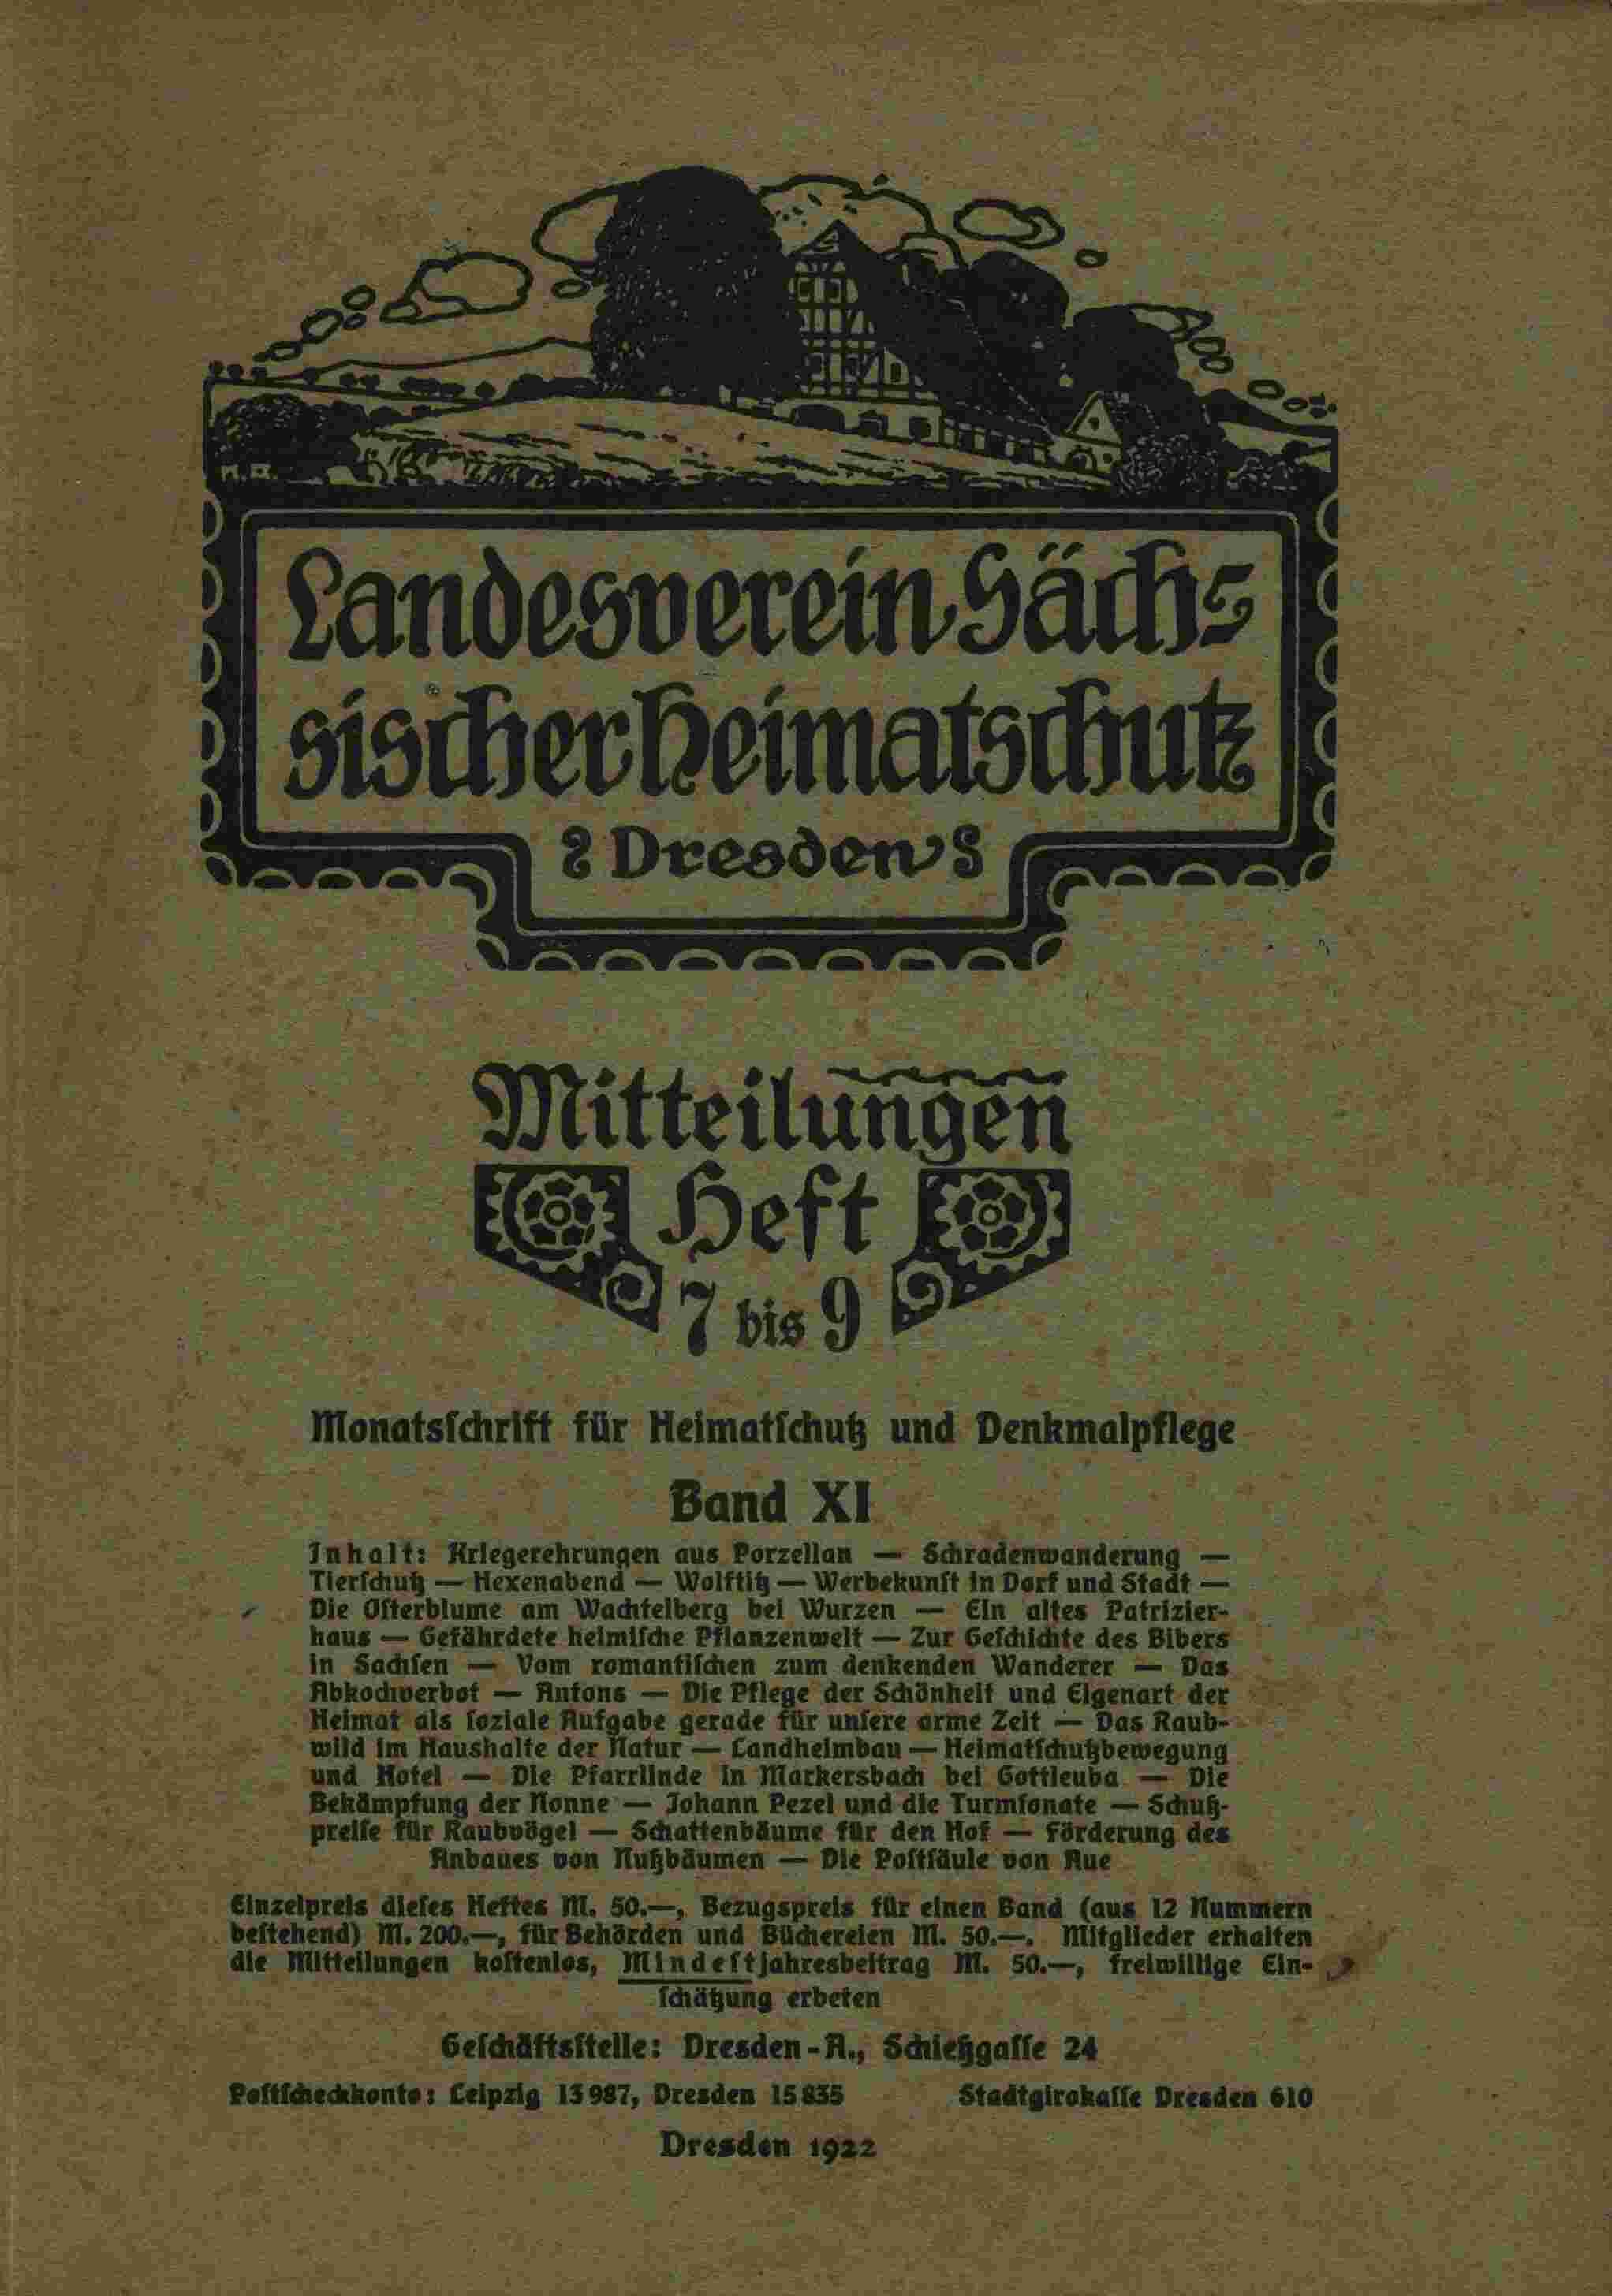 Landesverein Säch-
sischer Heimatschutz
Dresden
Mitteilungen
Heft
7 bis 9
Monatsſchrift für Heimatſchutz und Denkmalpflege
Band XI
Inhalt: Kriegerehrungen aus Porzellan — Schradenwanderung —
Tierſchutz — Hexenabend — Wolftitz — Werbekunſt in Dorf und Stadt —
Die Oſterblume am Wachtelberg bei Wurzen — Ein altes Patrizier-
haus — Gefährdete heimiſche Pflanzenwelt — Zur Geſchichte des Bibers
in Sachſen — Vom romantiſchen zum denkenden Wanderer — Das
Abkochverbot — Antons — Die Pflege der Schönheit und Eigenart der
Heimat als ſoziale Aufgabe gerade für unſere arme Zeit — Das Raub-
wild im Haushalte der Natur — Landheimbau — Heimatſchutzbewegung
und Hotel — Die Pfarrlinde in Markersbach bei Gottleuba — Die
Bekämpfung der Nonne — Johann Pezel und die Turmſonate — Schutz-
preiſe für Raubvögel — Schattenbäume für den Hof — Förderung des
Anbaues von Nußbäumen — Die Poſtſäule von Aue
Einzelpreis dieſes Heftes M. 50.—, Bezugspreis für einen Band (aus 12 Nummern
beſtehend) M. 200.—, für Behörden und Büchereien M. 50.—. Mitglieder erhalten
die Mitteilungen koſtenlos, Mindeſtjahresbeitrag M. 50.—, freiwillige Ein-
ſchätzung erbeten
Geſchäftsſtelle: Dresden-A., Schießgaſſe 24
Poſtſcheckkonto: Leipzig 13987, Dresden 15835 Stadtgirokaſſe Dresden 610
Dresden 1922